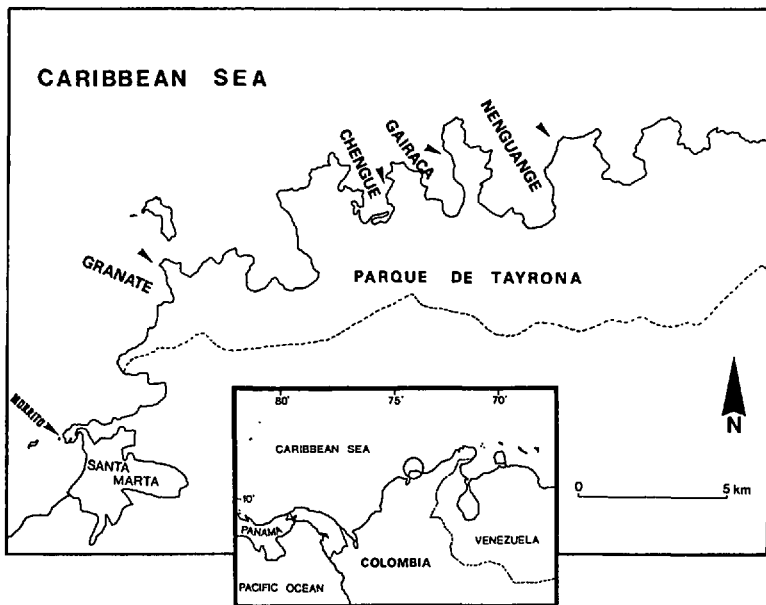 CARIBBEAN SEA
CHENGUE
GAIRACA
NENGUANGE
GRANATE
PARQUE DE TAYRONA
MORRITO
SANTA
MARTA
N
0 5 km
80' 75' 70'
CARIBBEAN SEA
10'
PANAMA
COLOMBIA
VENEZUELA
PACIFIC OCEAN